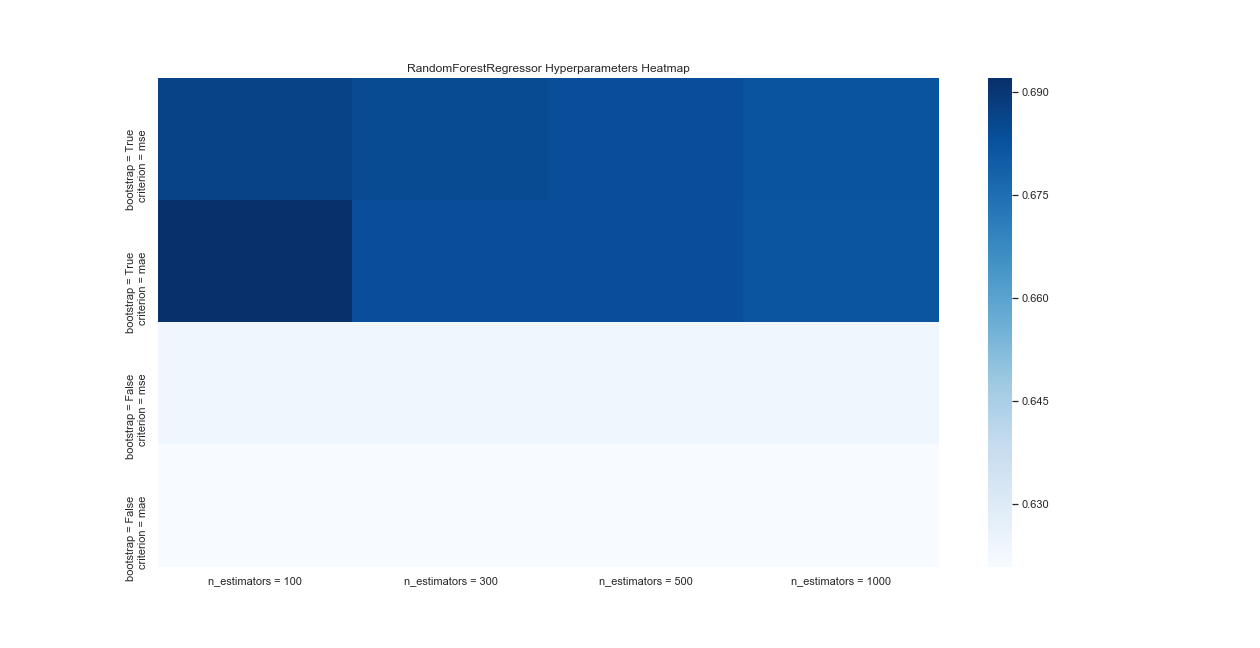 RandomForestRegressor Hyperparameters Heatmap
bootstrap = True
criterion = mse
bootstrap = True
criterion = mae
bootstrap = False
criterion = mse
bootstrap = False
criterion = mae
n_estimators = 100
n_estimators = 300
n_estimators = 500
n_estimators = 1000
0.690
0.675
0.660
0.645
0.630